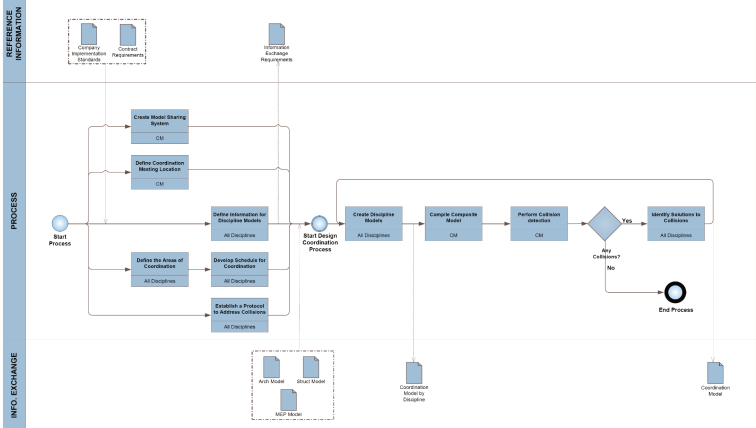 REFERENCE
INFORMATION
Company
Implementation
Standards
Contract
Requirements
Information
Exchange
Requirements
PROCESS
Create Model Sharing
System
CM
Define Coordination
Meeting Location
CM
Start
Process
Define Information for
Discipline Models
All Disciplines
Define the Areas of
Coordination
All Disciplines
Develop Schedule for
Coordination
All Disciplines
Establish a Protocol
to Address Collisions
All Disciplines
Start Design
Coordination
Process
Create Discipline
Models
All Disciplines
Compile Composite
Model
CM
Perform Collision
detection
CM
Any
Collisions?
Yes
No
Identify Solutions to
Collisions
All Disciplines
End Process
INFO. EXCHANGE
Arch Model
Struct Model
MEP Model
Coordination
Model by
Discipline
Coordination
Model